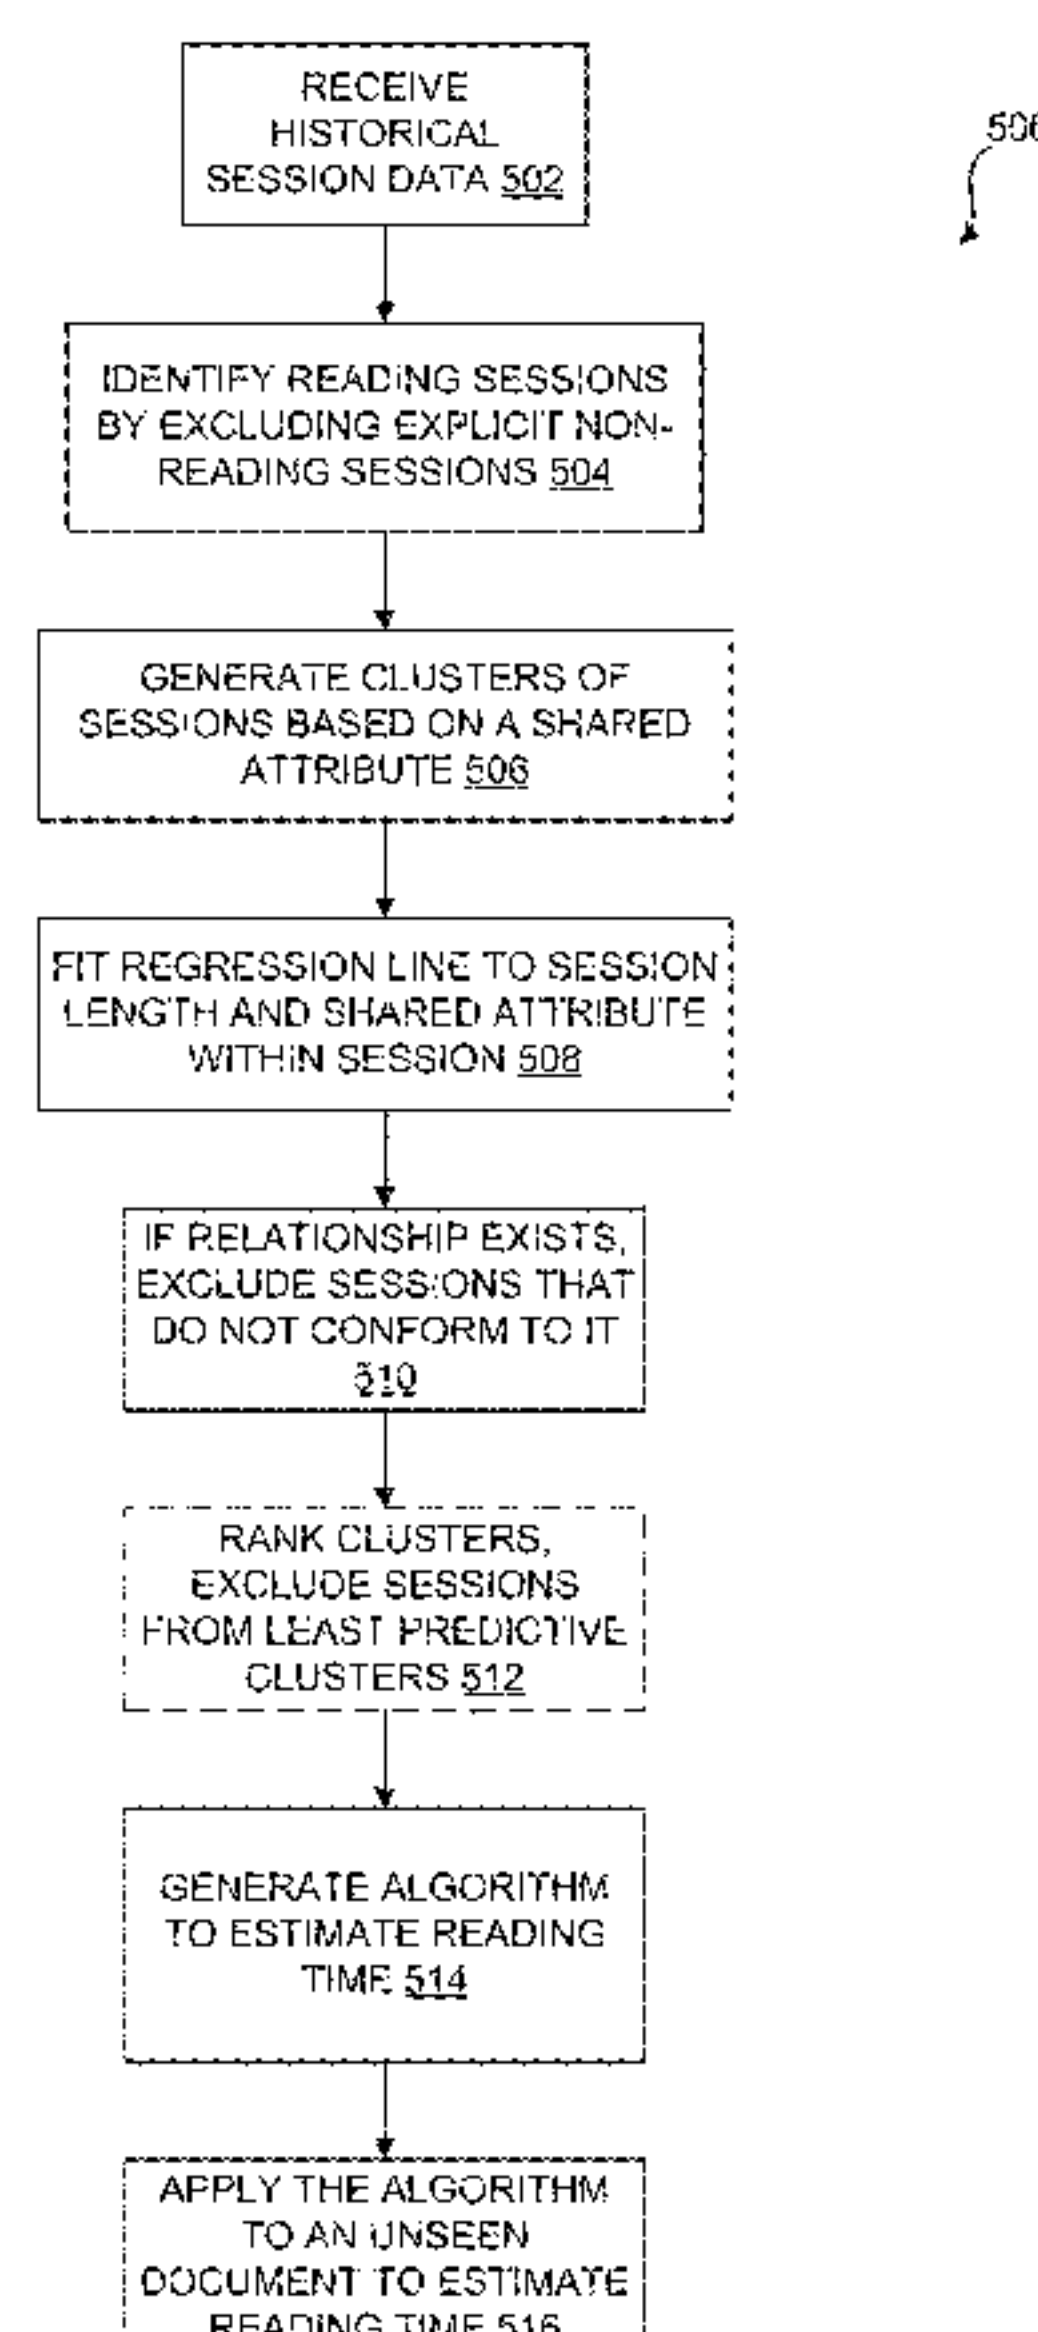 RECEIVE
HISTORICAL
SESSION DATA 502
IDENTIFY READING SESSIONS
BY EXCLUDING EXPLICIT NON-
READING SESSIONS 504
GENERATE CLUSTERS OF
SESSIONS BASED ON A SHARED
ATTRIBUTE 506
FIT REGRESSION LINE TO SESSION
LENGTH AND SHARED ATTRIBUTE
WITHIN SESSION 508
IF RELATIONSHIP EXISTS,
EXCLUDE SESSIONS THAT
DO NOT CONFORM TO IT
510
RANK CLUSTERS,
EXCLUDE SESSIONS
FROM LEAST PREDICTIVE
CLUSTERS 512
GENERATE ALGORITHM
TO ESTIMATE READING
TIME 514
APPLY THE ALGORITHM
TO AN UNSEEN
DOCUMENT TO ESTIMATE
READING TIME 516